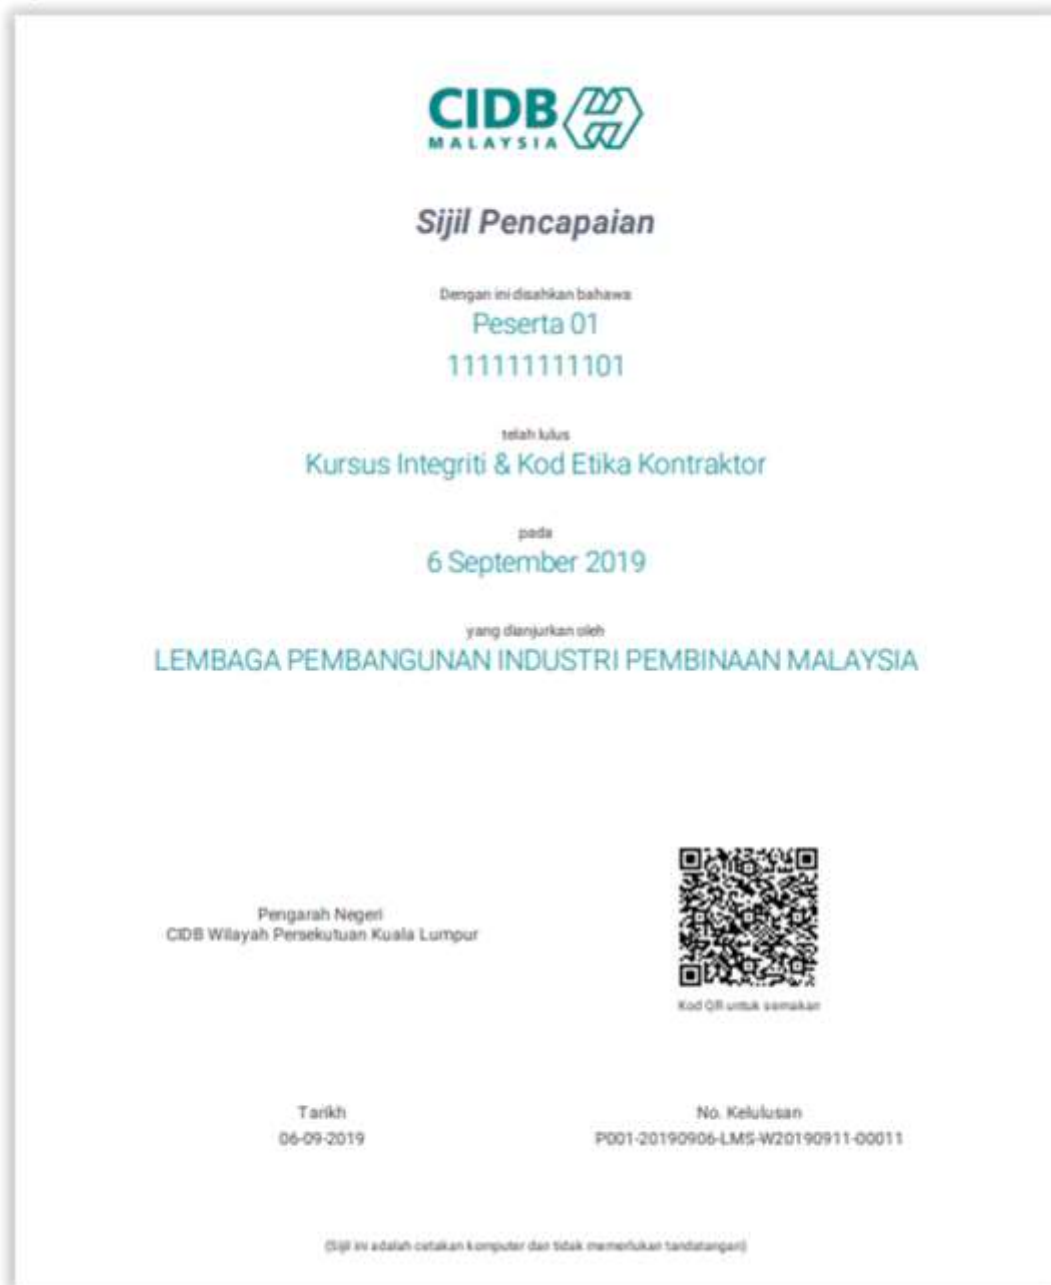 CIDB
MALAYSIA
Sijil Pencapaian
Dengan ini disahkan bahawa
Peserta 01
111111111101
telah lulus
Kursus Integriti & Kod Etika Kontraktor
pada
6 September 2019
yang dianjurkan oleh
LEMBAGA PEMBANGUNAN INDUSTRI PEMBINAAN MALAYSIA
Pengarah Negeri
CIDB Wilayah Persekutuan Kuala Lumpur
Kod QR untuk semakan
Tarikh
06-09-2019
No. Kelulusan
P001-20190906-LMS-W20190911-00011
(Sijil ini adalah cetakan komputer dan tidak memerlukan tandatangan)